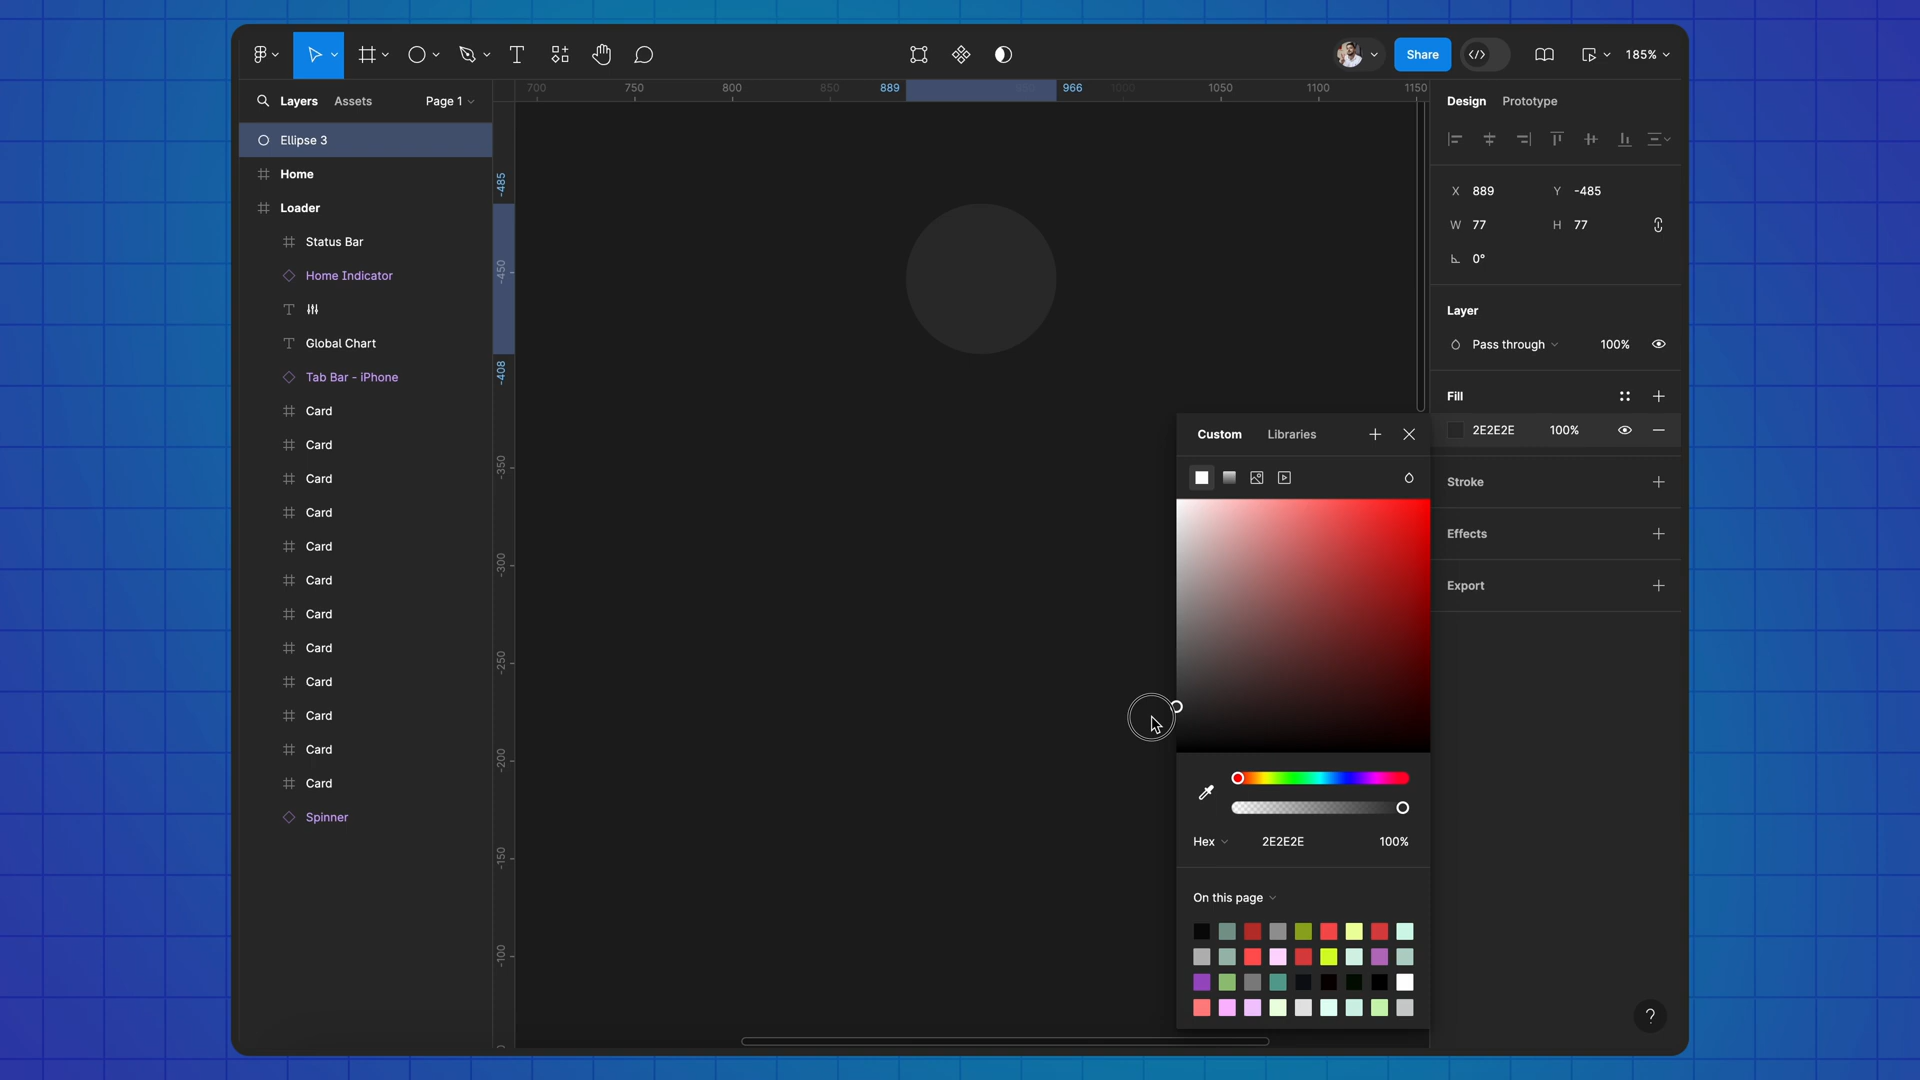 Share
185%
Layers
Assets
Page 1
Ellipse 3
Home
Loader
Status Bar
Home Indicator
Global Chart
Tab Bar - iPhone
Card
Card
Card
Card
Card
Card
Card
Card
Card
Card
Card
Card
Spinner
700
750
800
850
889
966
1000
1050
1100
1150
-485
-450
-408
-350
-300
-250
-200
-150
-100
Design
Prototype
X 889
Y -485
W 77
H 77
0°
Layer
Pass through
100%
Fill
2E2E2E
100%
Stroke
Effects
Export
Custom
Libraries
Hex
2E2E2E
100%
On this page
?